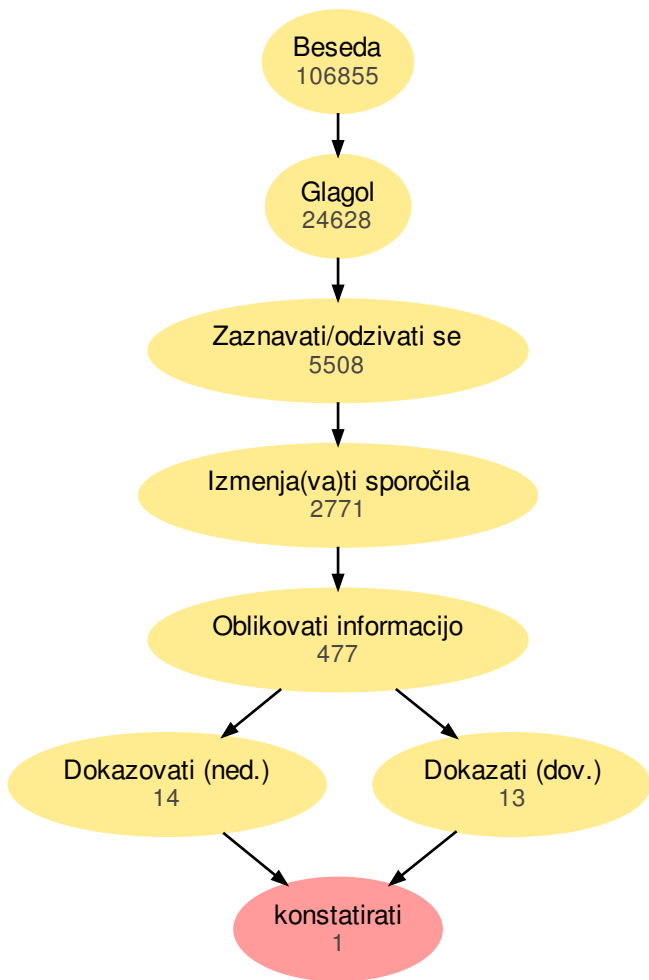 Beseda
106855
Glagol
24628
Zaznavati/odzivati se
5508
Izmenja(va)ti sporočila
2771
Oblikovati informacijo
477
Dokazovati (ned.)
14
Dokazati (dov.)
13
konstatirati
1